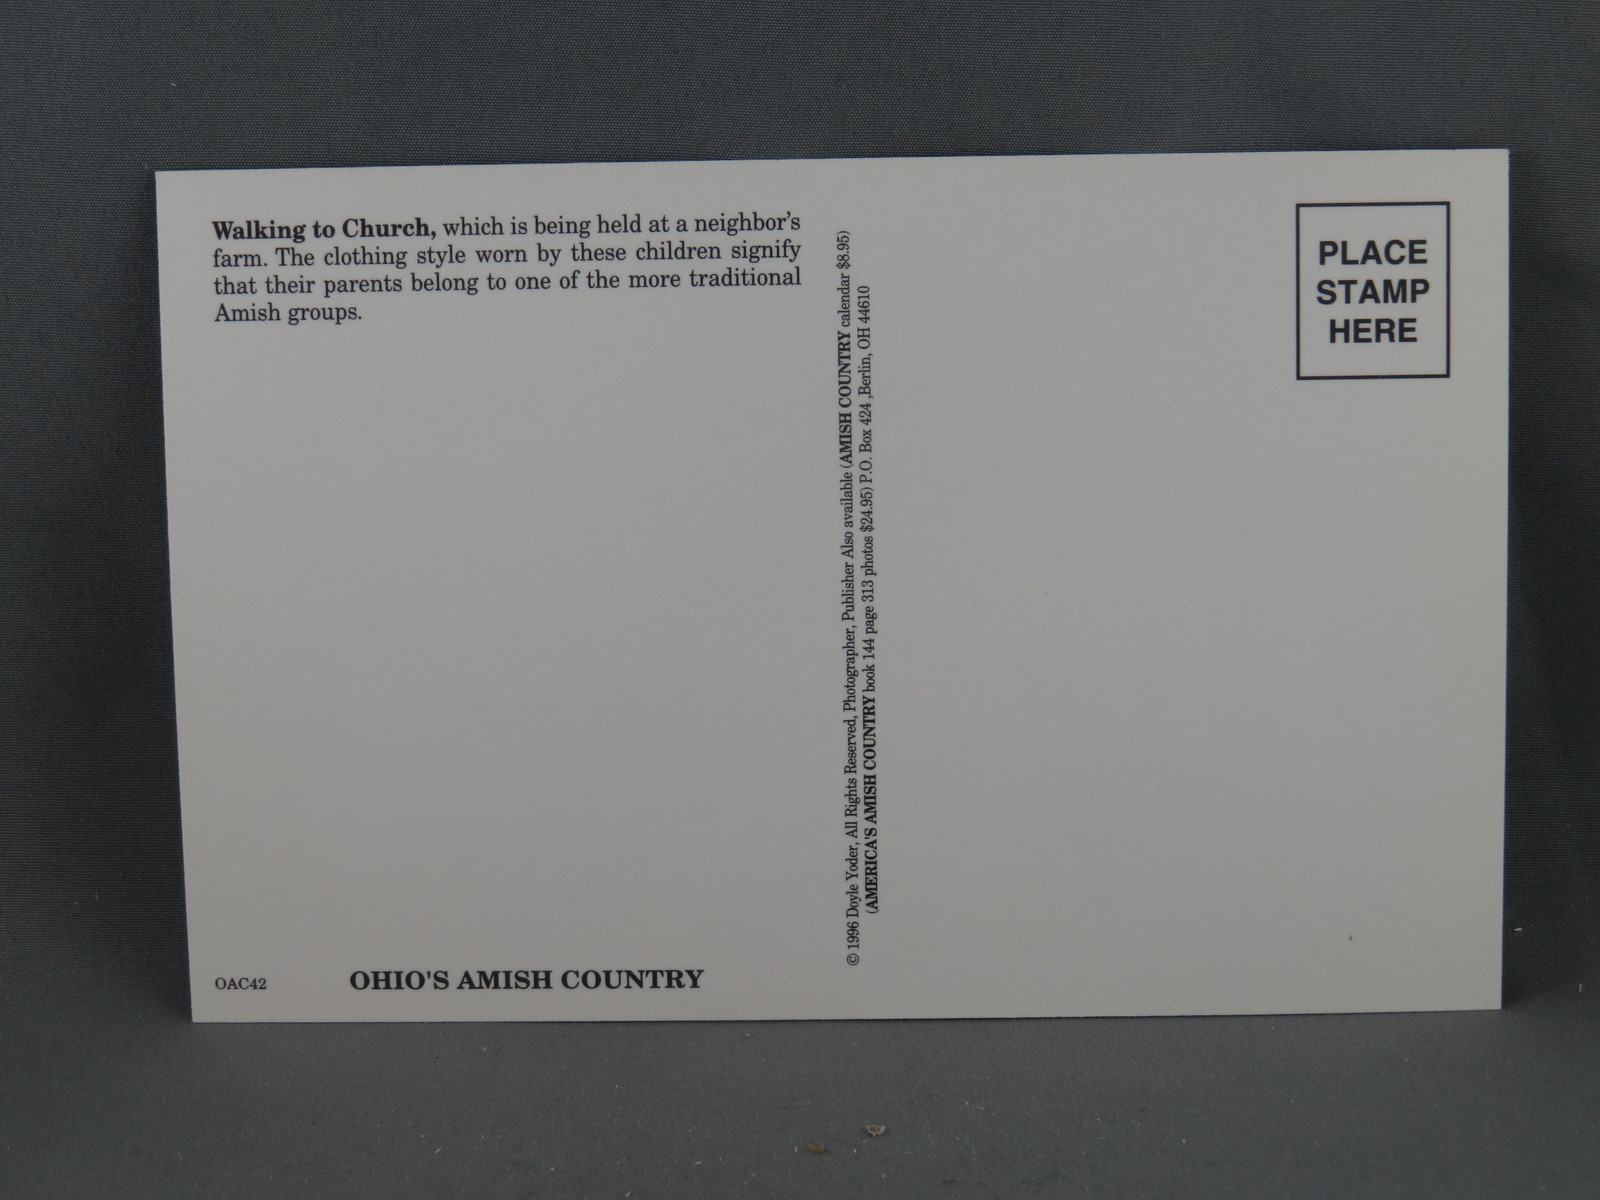 Walking to Church, which is being held at a neighbor's
farm. The clothing style worn by these children signify
that their parents belong to one of the more traditional
Amish groups.
OAC42
OHIO'S AMISH COUNTRY
© 1996 Doyle Yoder, All Rights Reserved, Photographer, Publisher Also available (AMISH COUNTRY calendar $8.95)
(AMERICA'S AMISH COUNTRY book 144 page 313 photos $24.95) P.O. Box 424 ,Berlin, OH 44610
PLACE
STAMP
HERE